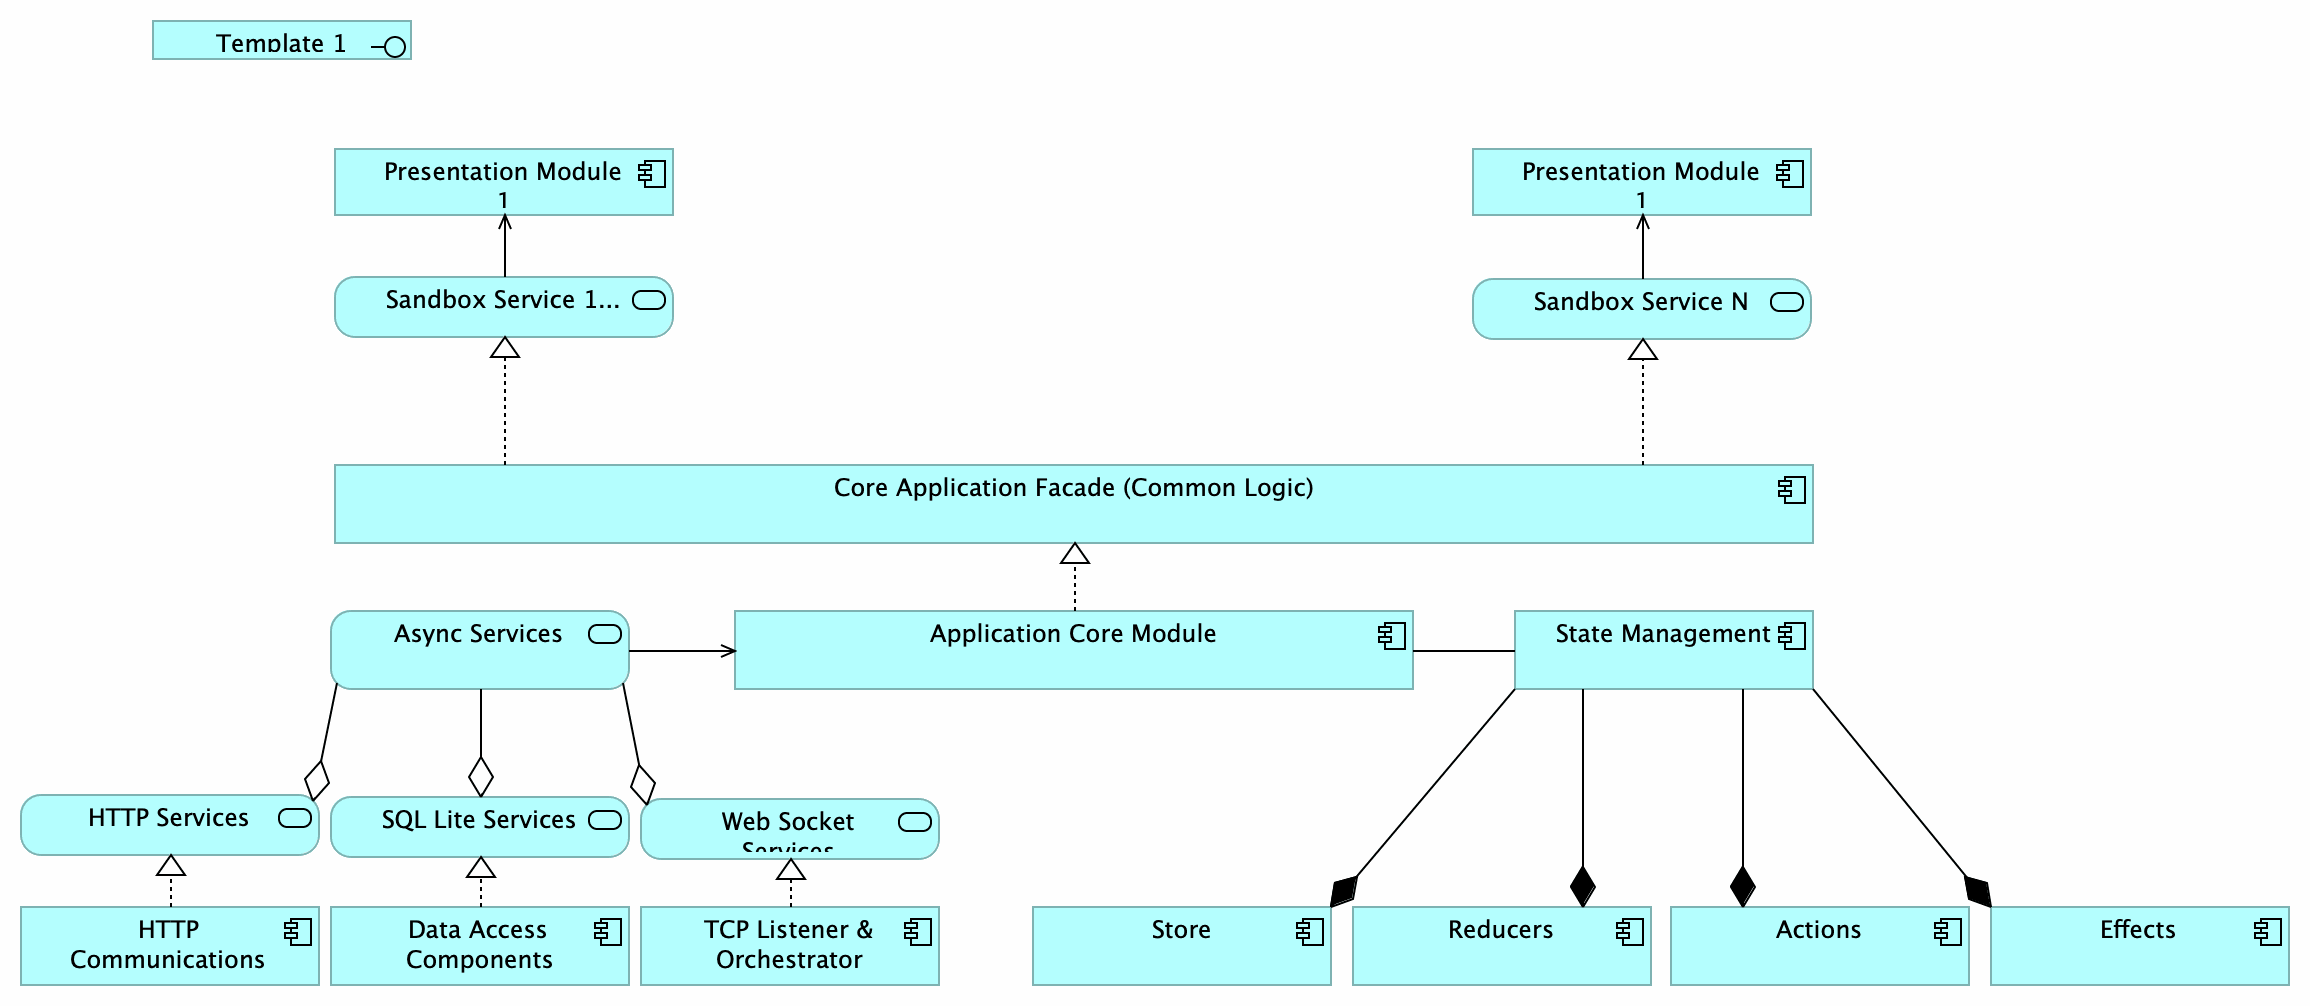 Template 1
Presentation Module
1
Presentation Module
1
Sandbox Service 1...
Sandbox Service N
Core Application Facade (Common Logic)
Async Services
Application Core Module
State Management
HTTP Services
SQL Lite Services
Web Socket
Services
HTTP
Communications
Data Access
Components
TCP Listener &
Orchestrator
Store
Reducers
Actions
Effects